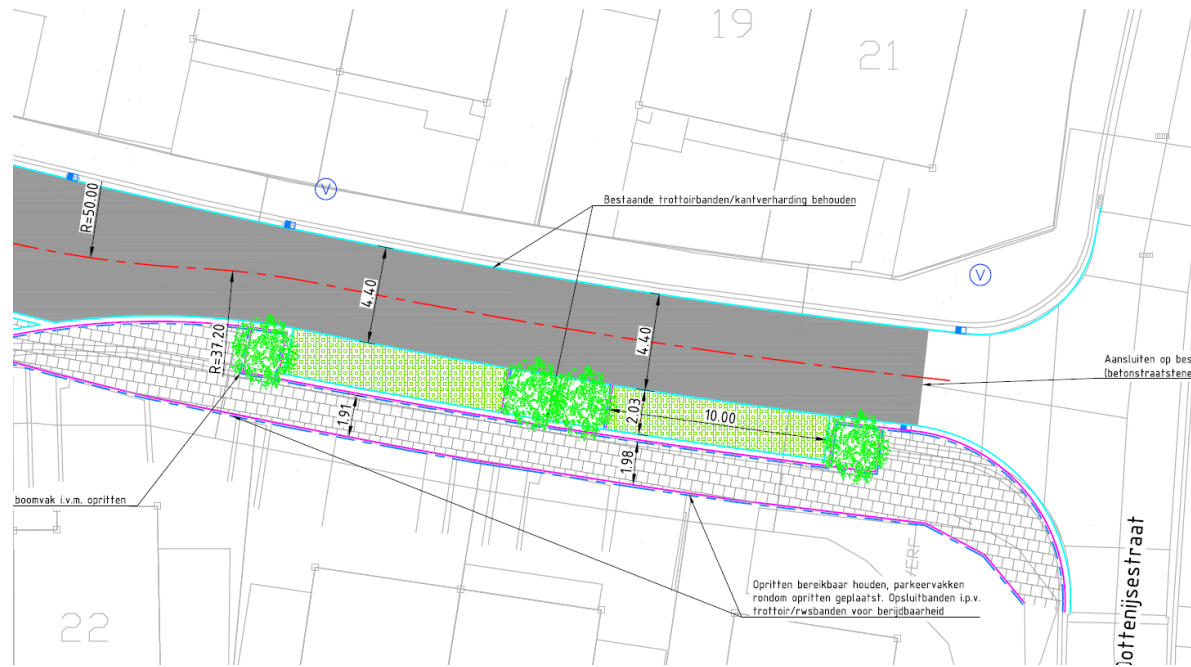 19
21
V
Bestaande trottoirbanden/kantverharding behouden
R=50.00
4.40
V
R=37.20
4.40
Aansluiten op bes
(betonstraatstene
2.03
10.00
1.91
1.98
boomvak i.v.m. opritten
Opritten bereikbaar houden, parkeervakken
rondom opritten geplaatst. Opsluitbanden i.p.v.
trottoir/rwsbanden voor berijdbaarheid
22
Dottenijsestraat